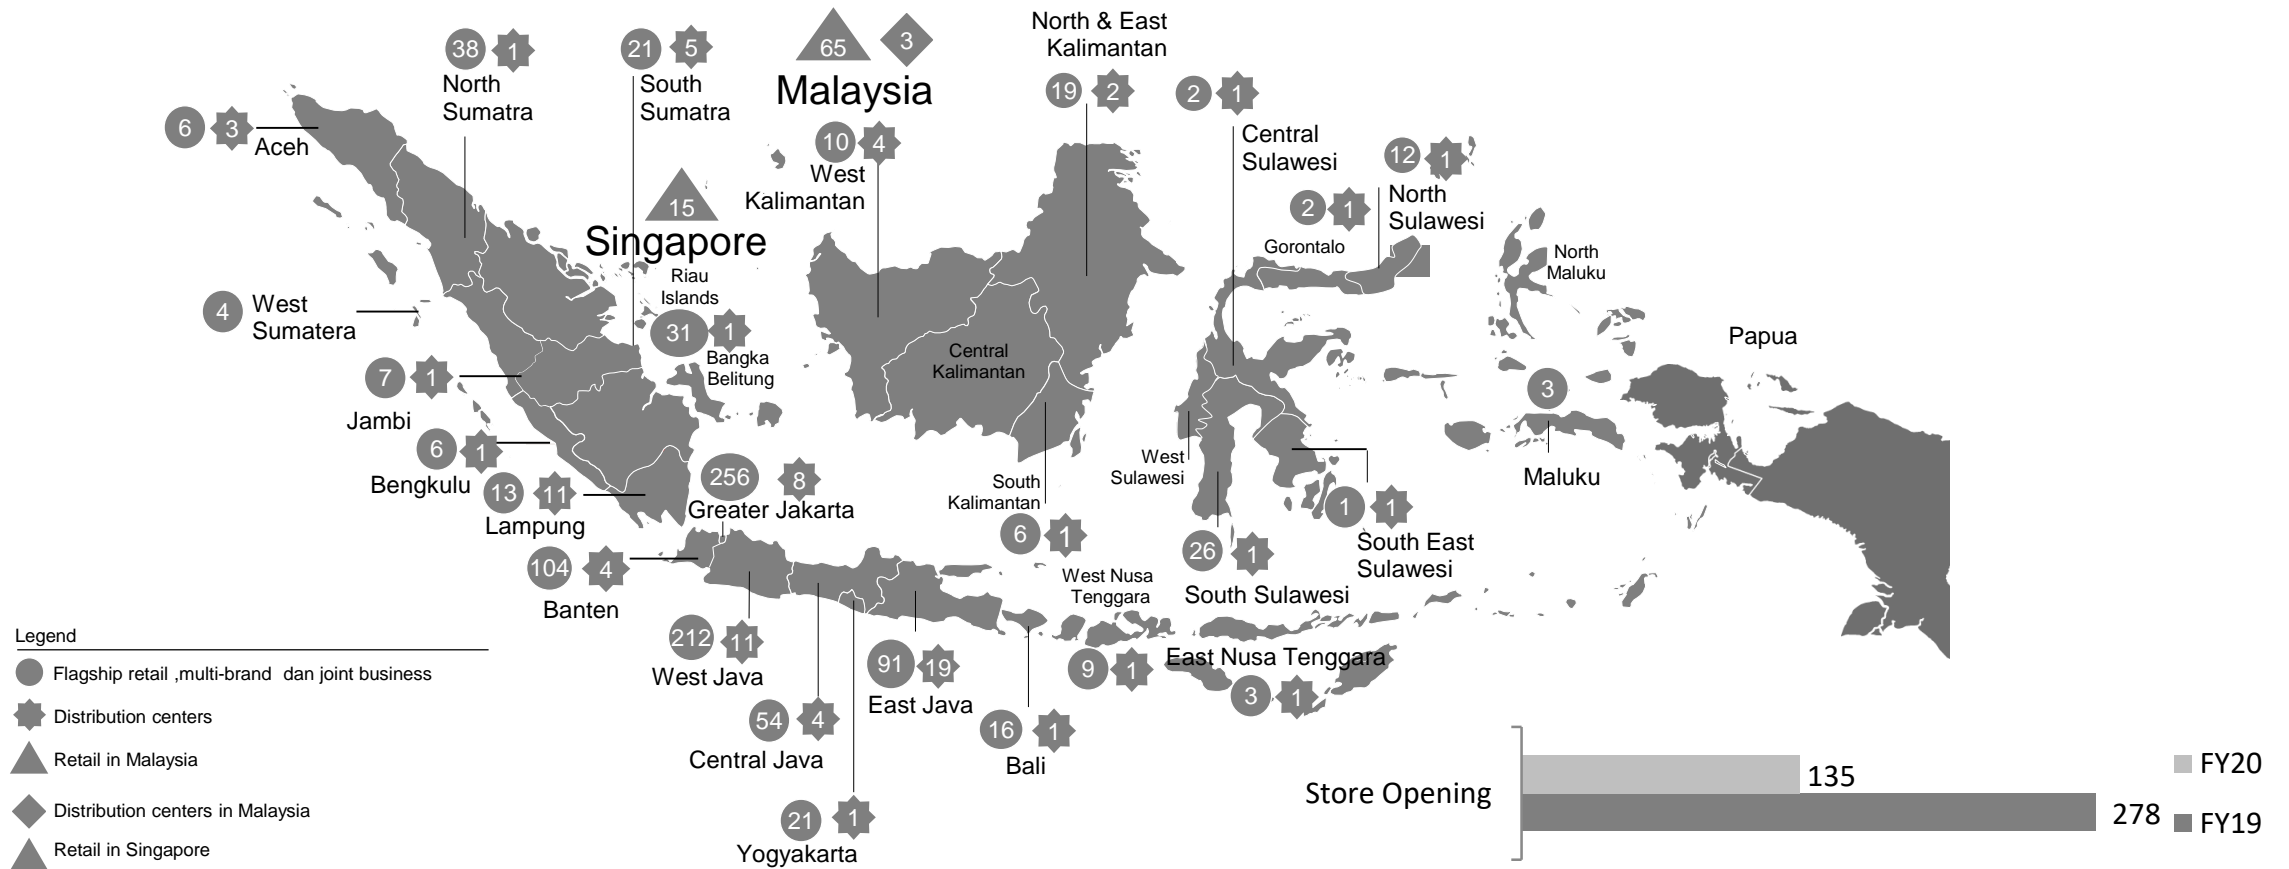 38 1
North
Sumatra
21 5
South
Sumatra
65 3
Malaysia
North & East
Kalimantan
19 2
2 1
Central
Sulawesi
6 3
Aceh
10 4
West
Kalimantan
12 1
North
Sulawesi
15
Singapore
2 1
Gorontalo
North
Maluku
Riau
Islands
31 1
Bangka
Belitung
4
West
Sumatera
Central
Kalimantan
Papua
7 1
Jambi
3
Maluku
6 1
Bengkulu
13 11
Lampung
256 8
Greater Jakarta
South
Kalimantan
6 1
West
Sulawesi
1 1
South East
Sulawesi
26 1
South Sulawesi
104 4
Banten
West Nusa
Tenggara
9 1
212 11
West Java
91 19
East Java
East Nusa Tenggara
3 1
54 4
Central Java
16 1
Bali
21 1
Yogyakarta
Legend
Flagship retail ,multi-brand dan joint business
Distribution centers
Retail in Malaysia
Distribution centers in Malaysia
Retail in Singapore
Store Opening
135
278
FY20
FY19